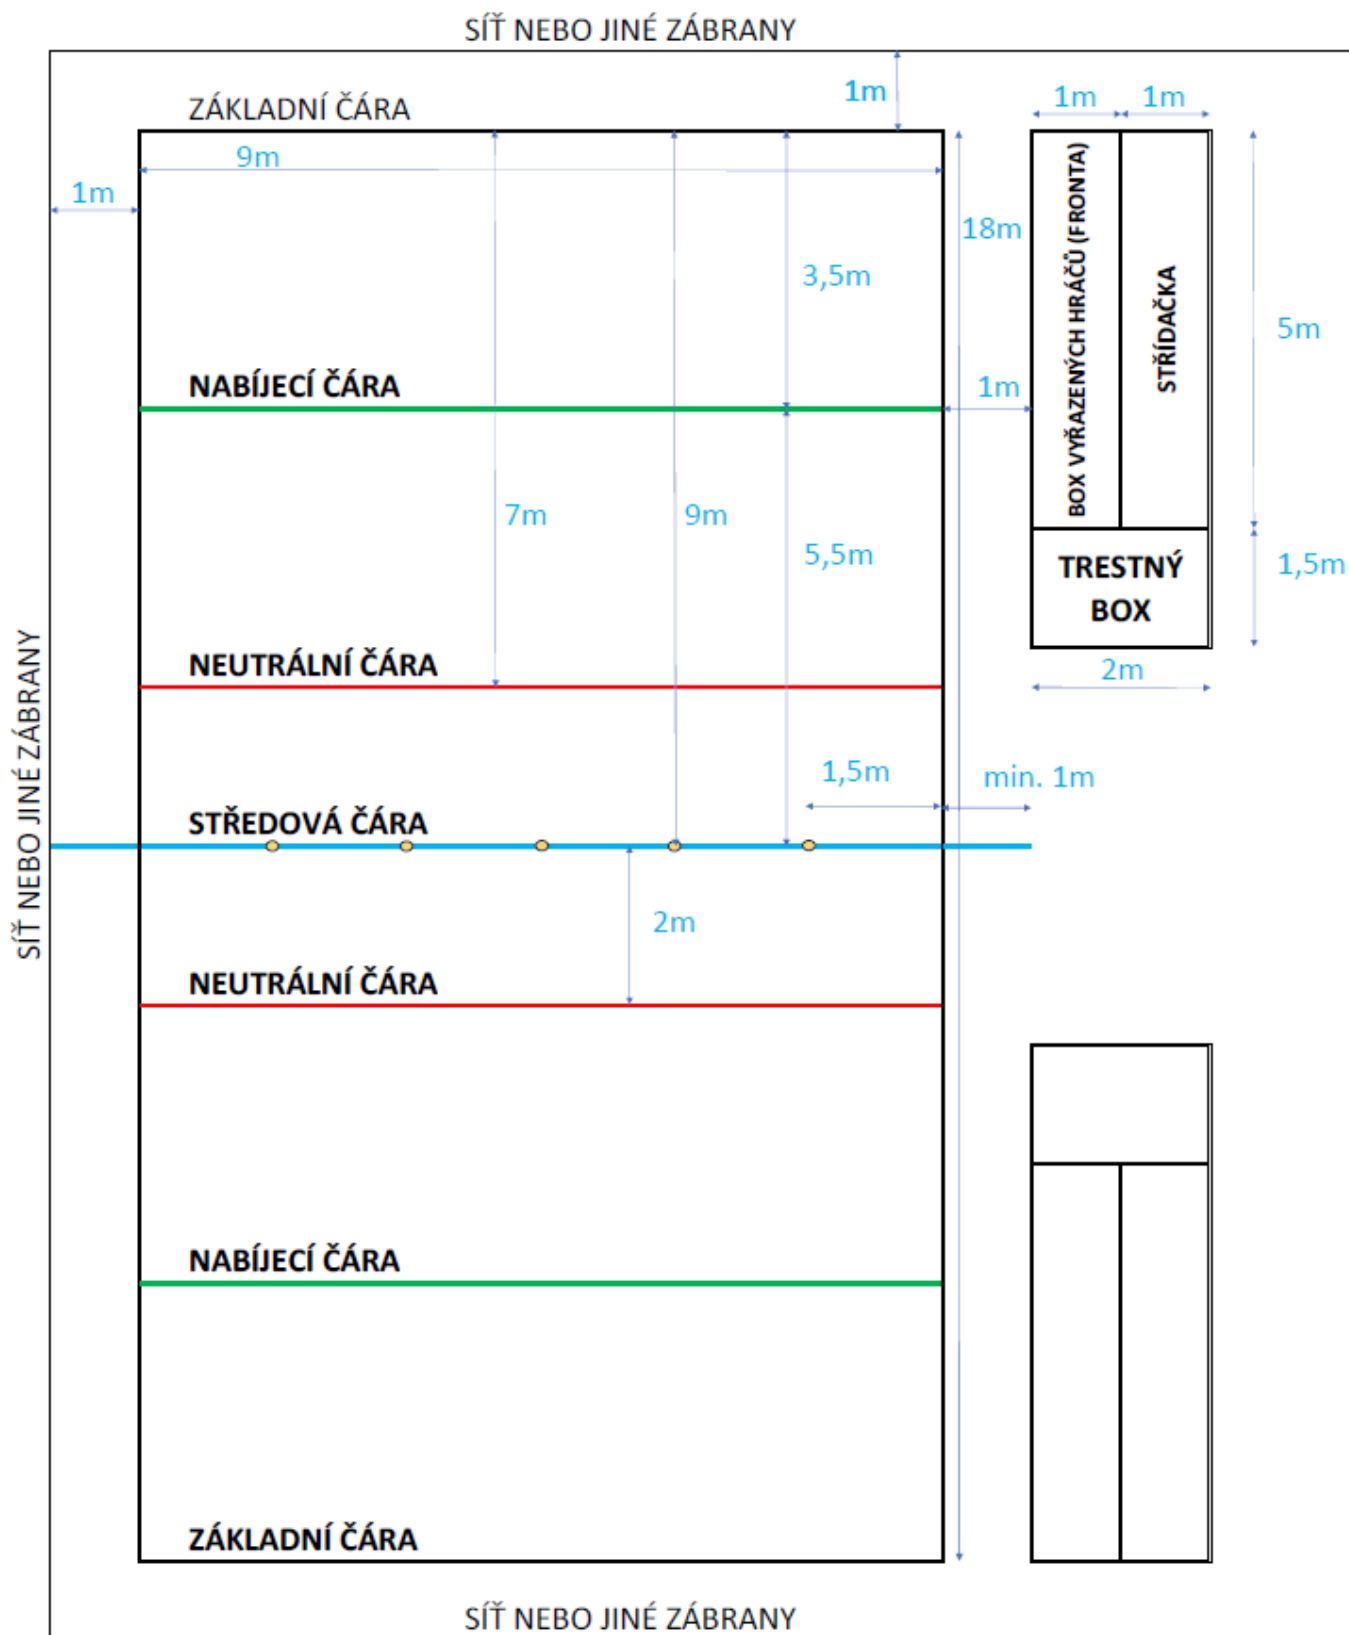 SÍŤ NEBO JINÉ ZÁBRANY
1m
1m
1m
ZÁKLADNÍ ČÁRA
9m
1m
18m
3,5m
BOX VYŘAZENÝCH HRÁČŮ (FRONTA)
STŘÍDAČKA
5m
NABÍJECÍ ČÁRA
1m
7m
9m
5,5m
TRESTNÝ
BOX
1,5m
NEUTRÁLNÍ ČÁRA
2m
SÍŤ NEBO JINÉ ZÁBRANY
1,5m
min. 1m
STŘEDOVÁ ČÁRA
2m
NEUTRÁLNÍ ČÁRA
NABÍJECÍ ČÁRA
ZÁKLADNÍ ČÁRA
SÍŤ NEBO JINÉ ZÁBRANY